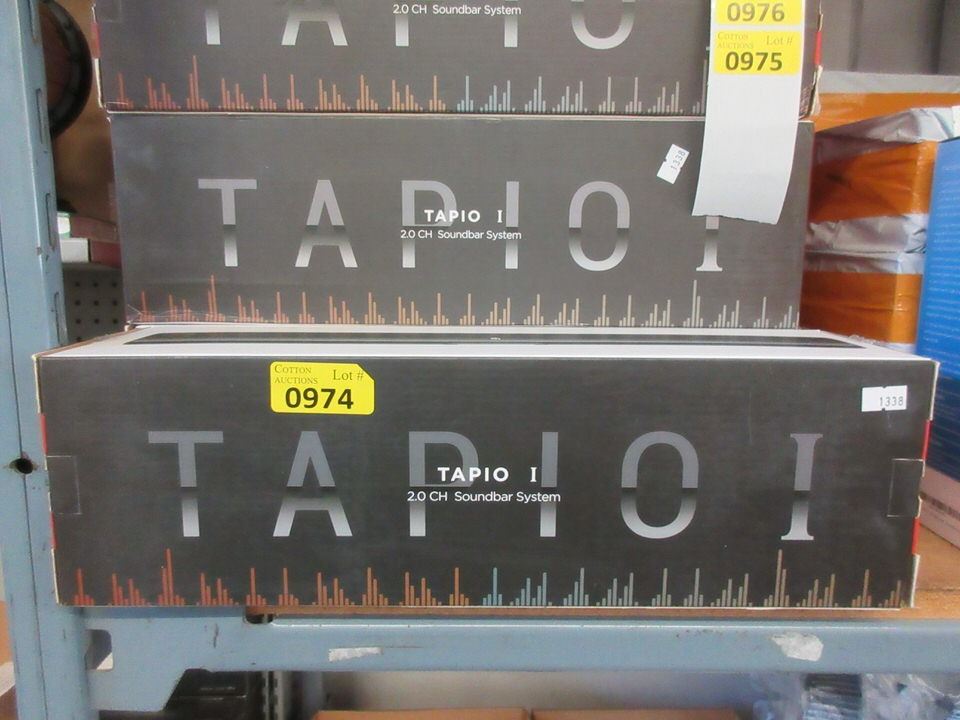 TAPIO
2.0 CH Soundbar System
0976
COTTON AUCTIONS Lot #
0975
1338
TAPIO I
TAPIO I
2.0 CH Soundbar System
COTTON AUCTIONS Lot #
0974
1338
TAPIO I
TAPIO I
2.0 CH Soundbar System